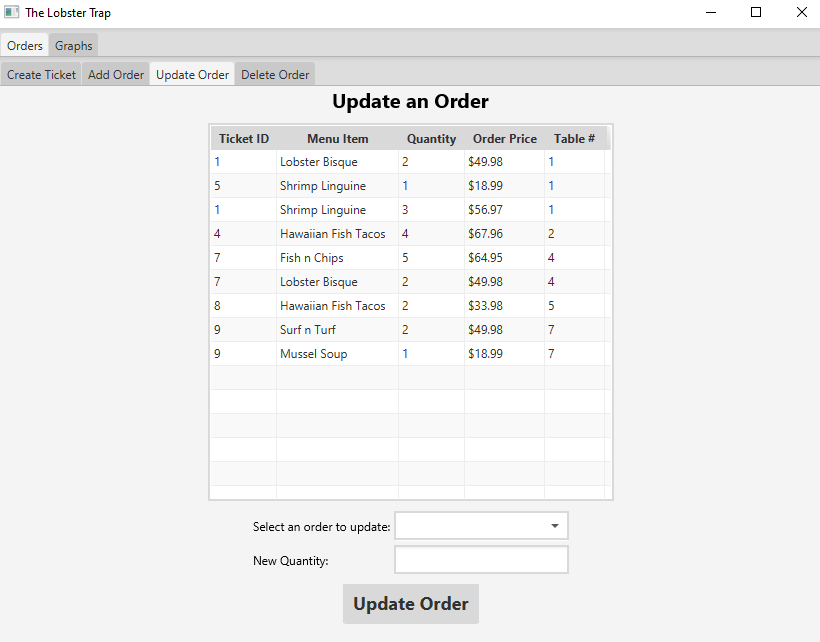 The Lobster Trap
Orders Graphs
Create Ticket Add Order Update Order Delete Order
Update an Order
Ticket ID Menu Item Quantity Order Price Table #
1 Lobster Bisque 2 $49.98 1
5 Shrimp Linguine 1 $18.99 1
1 Shrimp Linguine 3 $56.97 1
4 Hawaiian Fish Tacos 4 $67.96 2
7 Fish n Chips 5 $64.95 4
7 Lobster Bisque 2 $49.98 4
8 Hawaiian Fish Tacos 2 $33.98 5
9 Surf n Turf 2 $49.98 7
9 Mussel Soup 1 $18.99 7
Select an order to update:
New Quantity:
Update Order